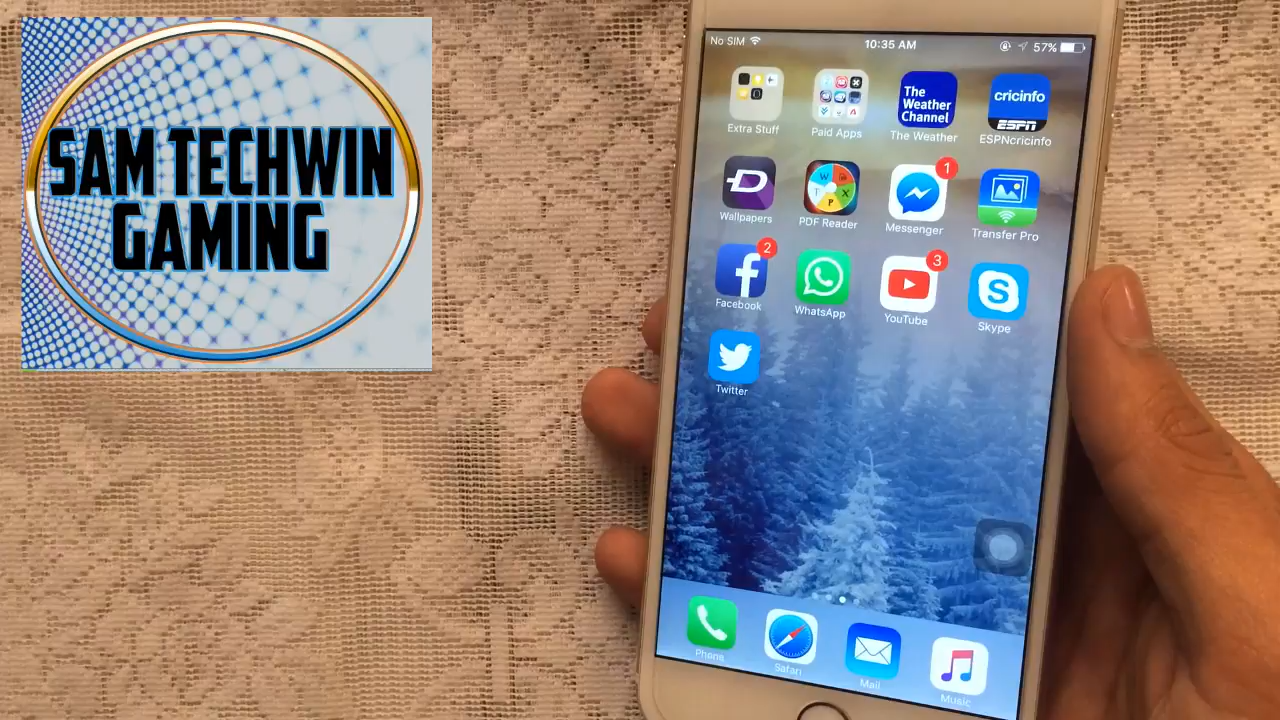 SAM TECHWIN
GAMING
No SIM 10:35 AM 57%
Extra Stuff Paid Apps The Weather Channel The Weather cricinfo ESPN ESPNcricinfo
Wallpapers PDF Reader 1 Messenger Transfer Pro
2 Facebook WhatsApp 3 YouTube Skype
Twitter
Phone Safari Mail Music